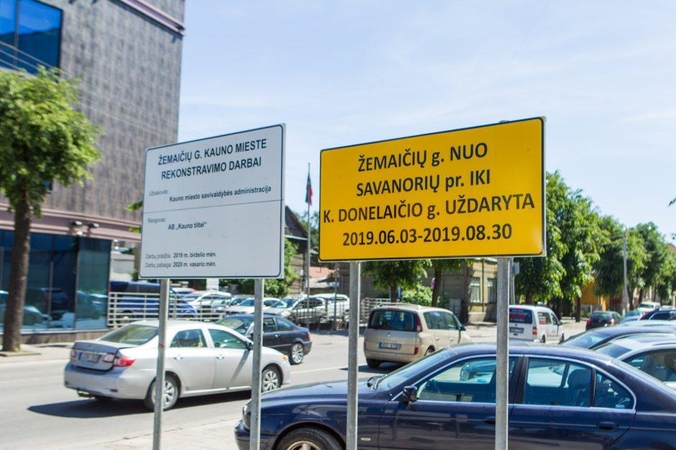 ŽEMAIČIŲ G. KAUNO MIESTE
REKONSTRAVIMO DARBAI
Užsakovas:
Kauno miesto savivaldybės administracija
Rangovas:
AB „Kauno tiltai"
Darbų pradžia: 2019 m. birželio mėn.
Darbų pabaiga: 2020 m. vasario mėn.
ŽEMAIČIŲ g. NUO
SAVANORIŲ pr. IKI
K. DONELAIČIO g. UŽDARYTA
2019.06.03-2019.08.30